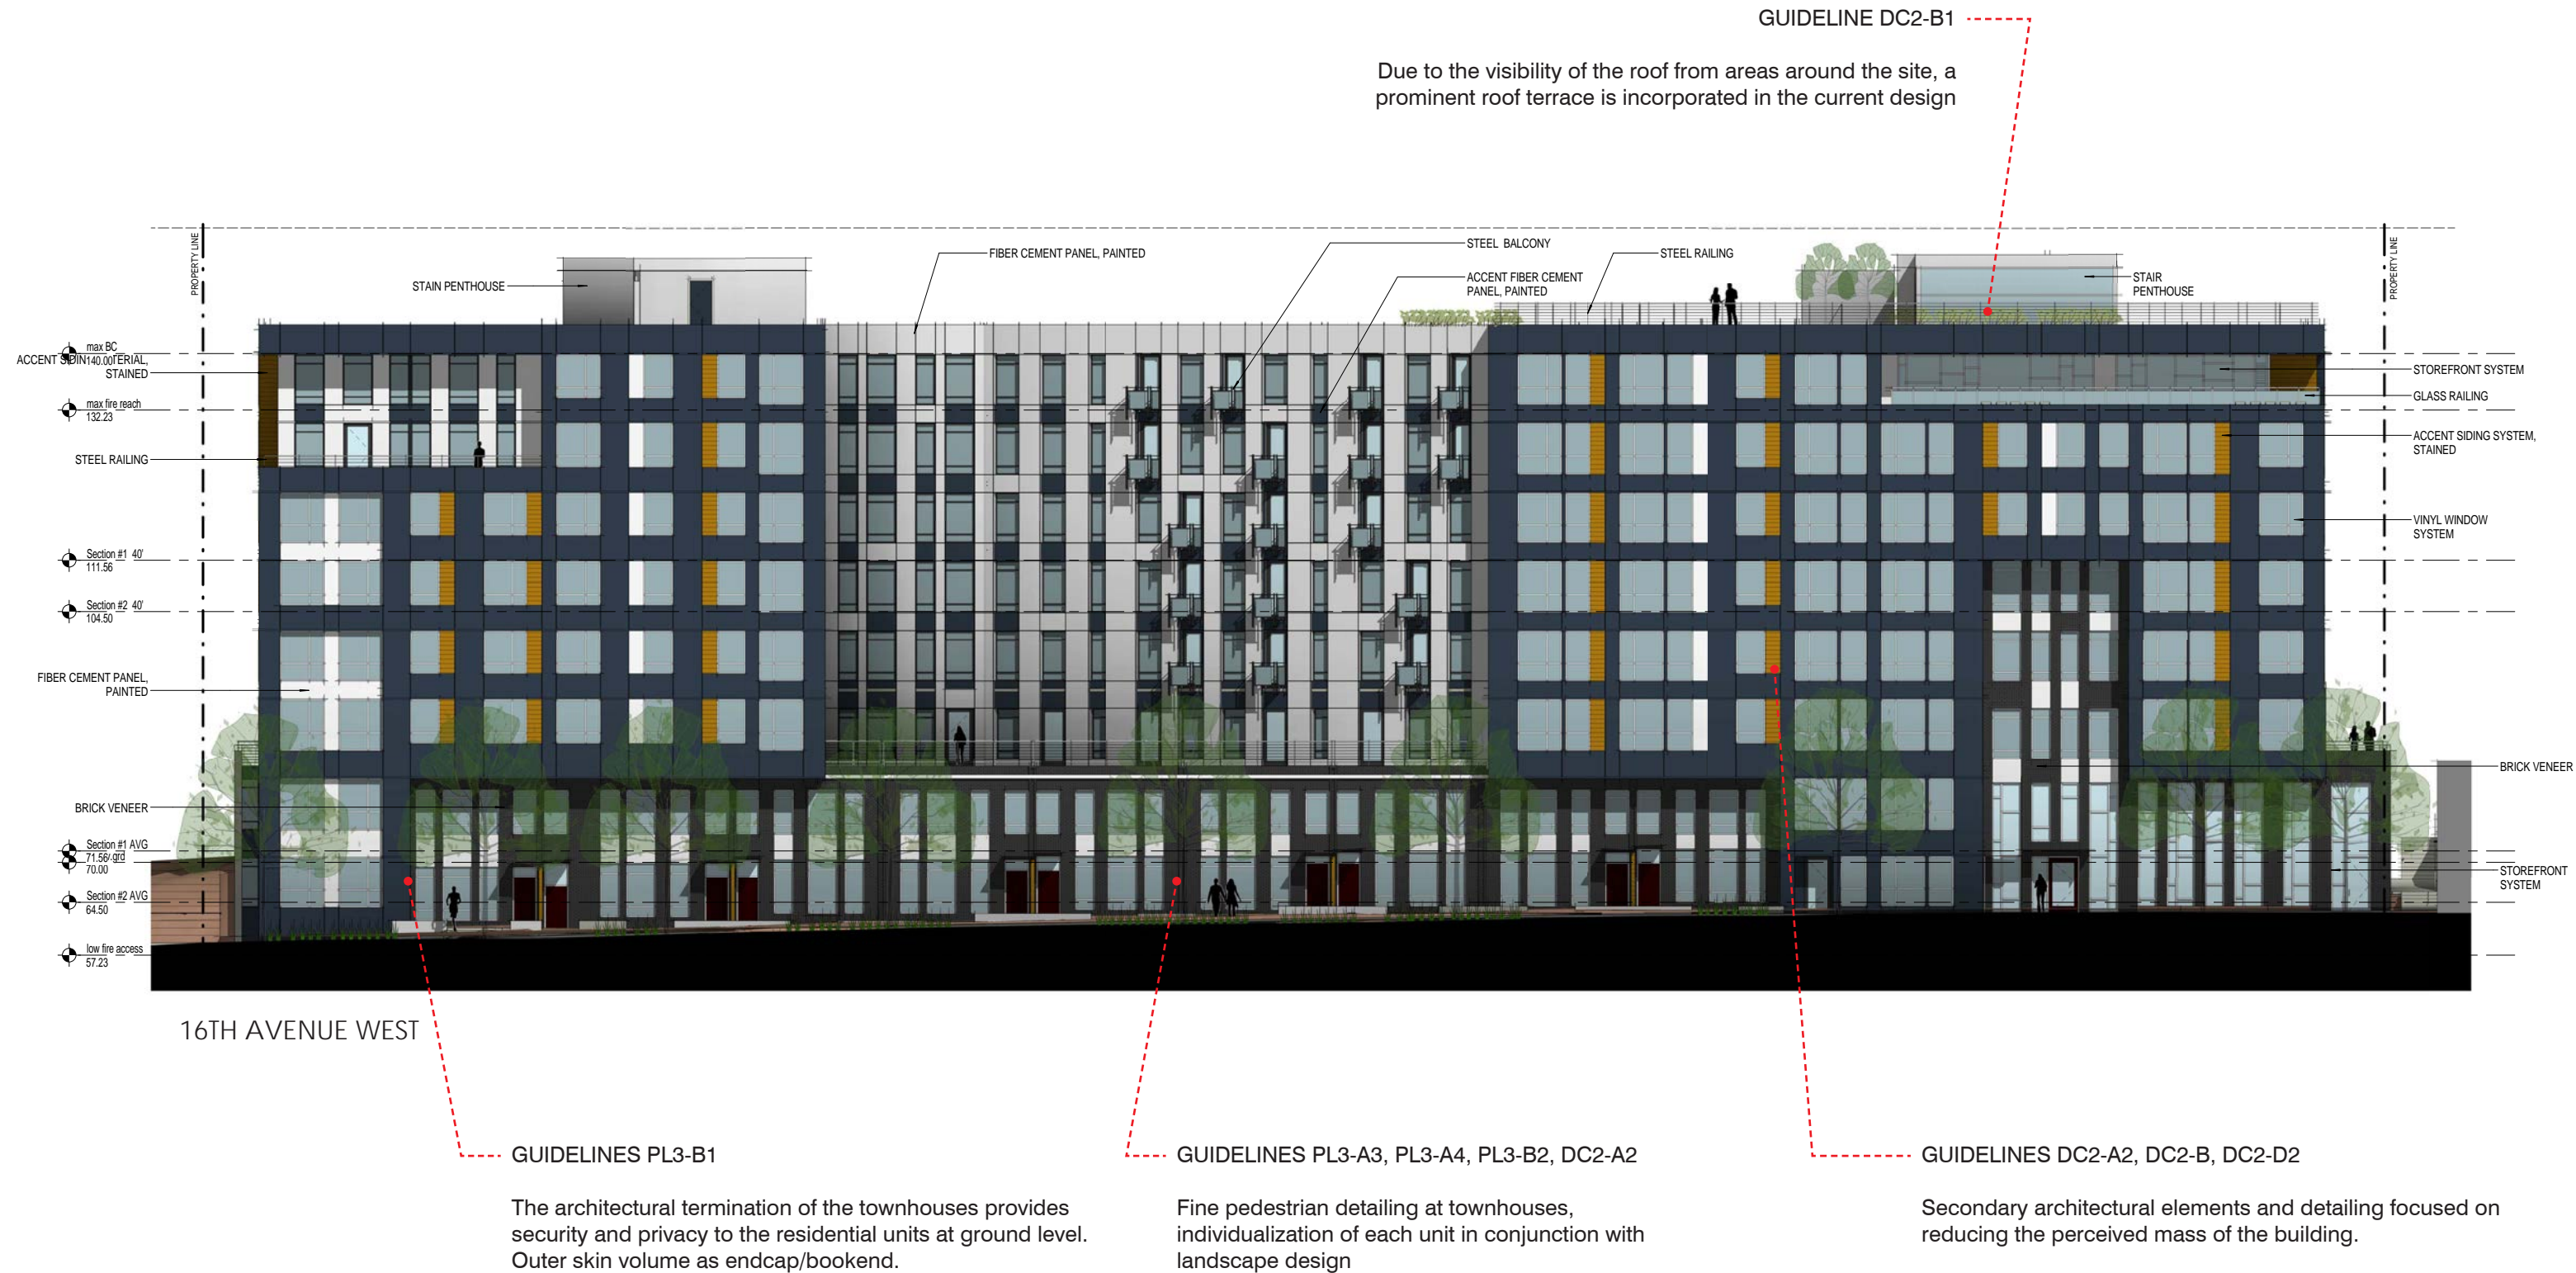 GUIDELINE DC2-B1
Due to the visibility of the roof from areas around the site, a
prominent roof terrace is incorporated in the current design
PROPERTY LINE
STAIN PENTHOUSE
FIBER CEMENT PANEL, PAINTED
STEEL BALCONY
ACCENT FIBER CEMENT
PANEL, PAINTED
STEEL RAILING
STAIR
PENTHOUSE
PROPERTY LINE
max BC
140.00
ACCENT
STAINED
max fire reach
132.23
STEEL RAILING
Section #1 40'
111.56
Section #2 40'
104.50
FIBER CEMENT PANEL,
PAINTED
BRICK VENEER
Section #1 AVG
71.56
grd
70.00
Section #2 AVG
64.50
low fire access
57.23
STOREFRONT SYSTEM
GLASS RAILING
ACCENT SIDING SYSTEM,
STAINED
VINYL WINDOW
SYSTEM
BRICK VENEER
STOREFRONT
SYSTEM
16TH AVENUE WEST
GUIDELINES PL3-B1
The architectural termination of the townhouses provides
security and privacy to the residential units at ground level.
Outer skin volume as endcap/bookend.
GUIDELINES PL3-A3, PL3-A4, PL3-B2, DC2-A2
Fine pedestrian detailing at townhouses,
individualization of each unit in conjunction with
landscape design
GUIDELINES DC2-A2, DC2-B, DC2-D2
Secondary architectural elements and detailing focused on
reducing the perceived mass of the building.